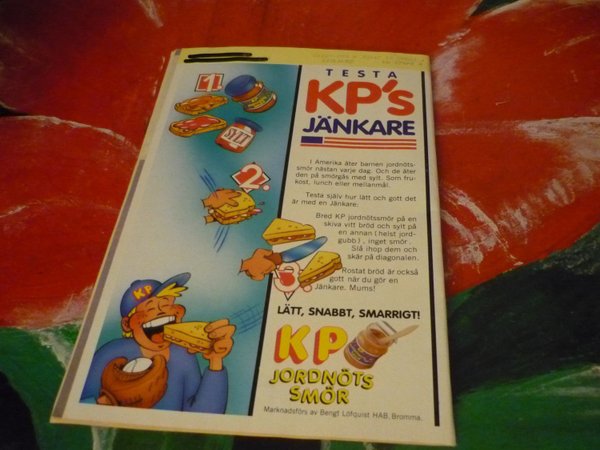 TESTA
KP's
JÄNKARE
I Amerika äter barnen jordnöts-
smör nästan varje dag. Och de äter
den på smörgås med sylt. Som fru-
kost, lunch eller mellanmål.
Testa själv hur lätt och gött det
är med en Jänkare:
Bred KP jordnötssmör på en
skiva vitt bröd och sylt på
en annan (helst jord-
gubb), inget smör.
Slå ihop dem och
skär på diagonalen.
Rostat bröd är också
gott när du gör en
Jänkare. Mums!
LÄTT, SNABBT, SMARRIGT!
KP
JORDNÖTS
SMÖR
Marknadsförs av Bengt Löfquist HAB, Bromma.
1.
SYLT
2.
3.
KP